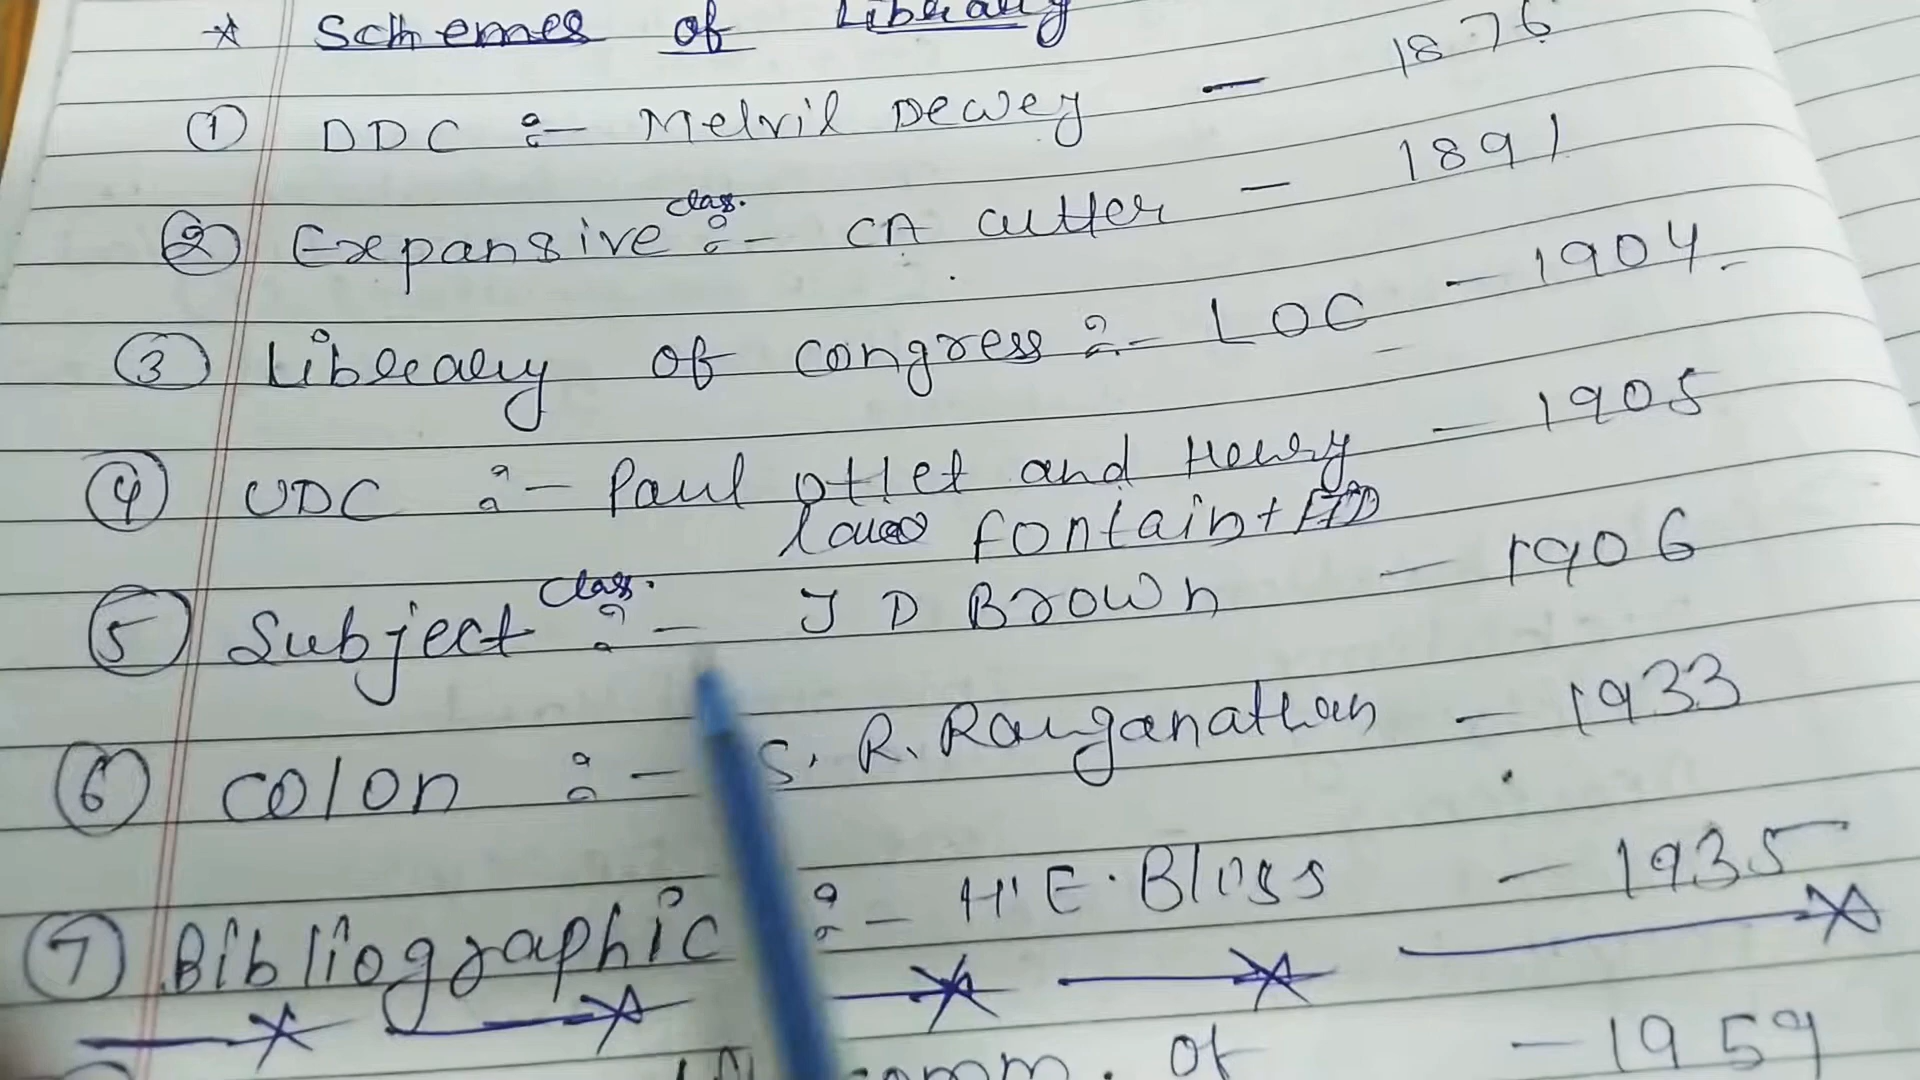 * Schemes of Library
① DDC :- Melvil Dewey - 1876
② Expansive class. :- CA Cutter - 1891
③ Library of Congress :- LOC - 1904
④ UDC :- Paul otlet and Henry - 1905
fontain +
⑤ Subject class. :- J D Brown - 1906
⑥ Colon :- S. R. Ranganathan - 1933
⑦ Bibliographic :- H.E. Bliss - 1935
of - 1959